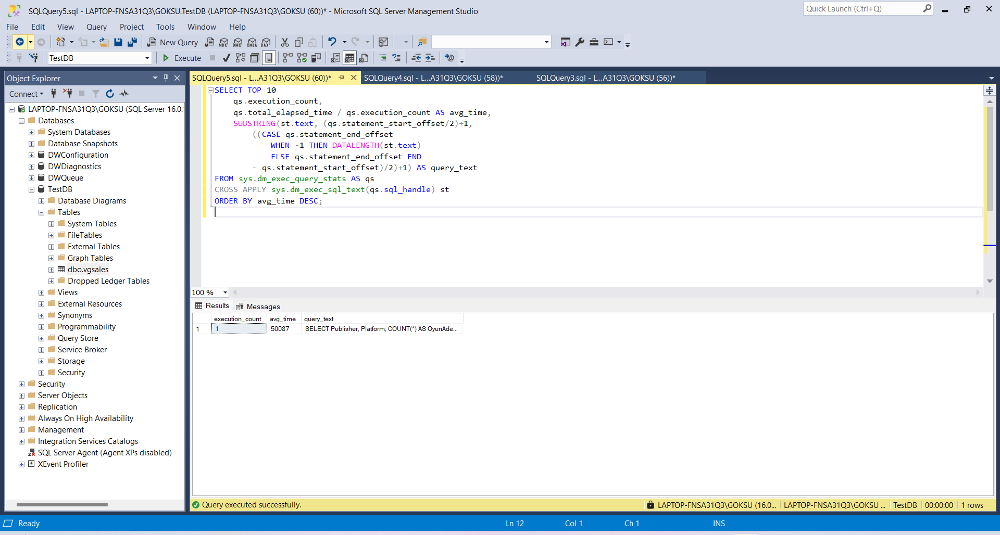 SQLQuery5.sql - LAPTOP-FNSA31Q3\GOKSU.TestDB (LAPTOP-FNSA31Q3\GOKSU (60))* - Microsoft SQL Server Management Studio
Quick Launch (Ctrl+Q)
File Edit View Query Project Tools Window Help
New Query MDX DMX XMLA DAX
TestDB Execute
Object Explorer
Connect
LAPTOP-FNSA31Q3\GOKSU (SQL Server 16.0.
Databases
System Databases
Database Snapshots
DWConfiguration
DWDiagnostics
DWQueue
TestDB
Database Diagrams
Tables
System Tables
FileTables
External Tables
Graph Tables
dbo.vgsales
Dropped Ledger Tables
Views
External Resources
Synonyms
Programmability
Query Store
Service Broker
Storage
Security
Security
Server Objects
Replication
Always On High Availability
Management
Integration Services Catalogs
SQL Server Agent (Agent XPs disabled)
XEvent Profiler
SQLQuery5.sql - L...A31Q3\GOKSU (60))* SQLQuery4.sql - L...A31Q3\GOKSU (58))* SQLQuery3.sql - L...A31Q3\GOKSU (56))*
SELECT TOP 10
qs.execution_count,
qs.total_elapsed_time / qs.execution_count AS avg_time,
SUBSTRING(st.text, (qs.statement_start_offset/2)+1,
((CASE qs.statement_end_offset
WHEN -1 THEN DATALENGTH(st.text)
ELSE qs.statement_end_offset END
- qs.statement_start_offset)/2)+1) AS query_text
FROM sys.dm_exec_query_stats AS qs
CROSS APPLY sys.dm_exec_sql_text(qs.sql_handle) st
ORDER BY avg_time DESC;
100 %
Results Messages
execution_count avg_time query_text
1 1 50087 SELECT Publisher, Platform, COUNT(*) AS OyunAde...
Query executed successfully. LAPTOP-FNSA31Q3\GOKSU (16.0... LAPTOP-FNSA31Q3\GOKSU ... TestDB 00:00:00 1 rows
Ready Ln 12 Col 1 Ch 1 INS